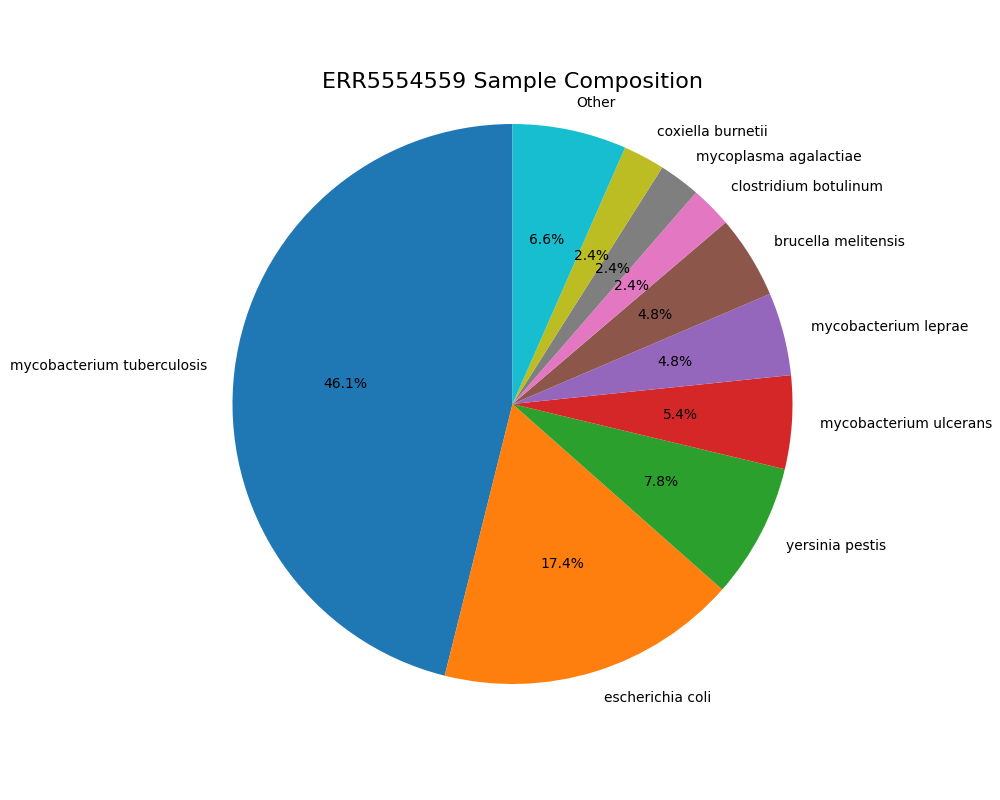 ERR5554559 Sample Composition
Other
coxiella burnetii
mycoplasma agalactiae
clostridium botulinum
brucella melitensis
mycobacterium leprae
mycobacterium ulcerans
yersinia pestis
escherichia coli
mycobacterium tuberculosis
6.6%
2.4%
2.4%
2.4%
4.8%
4.8%
5.4%
7.8%
17.4%
46.1%